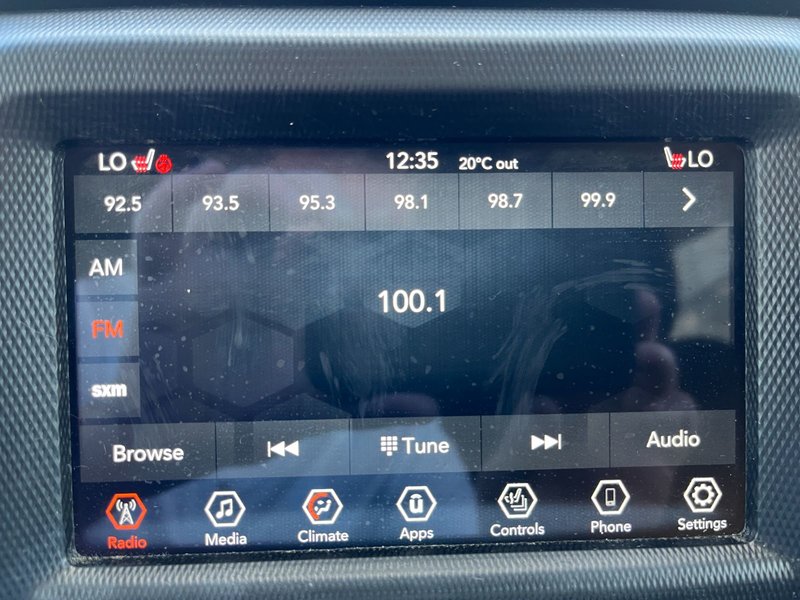 LO 12:35 20°C out LO
92.5 93.5 95.3 98.1 98.7 99.9
AM
100.1
FM
sxm
Browse Tune Audio
Radio Media Climate Apps Controls Phone Settings